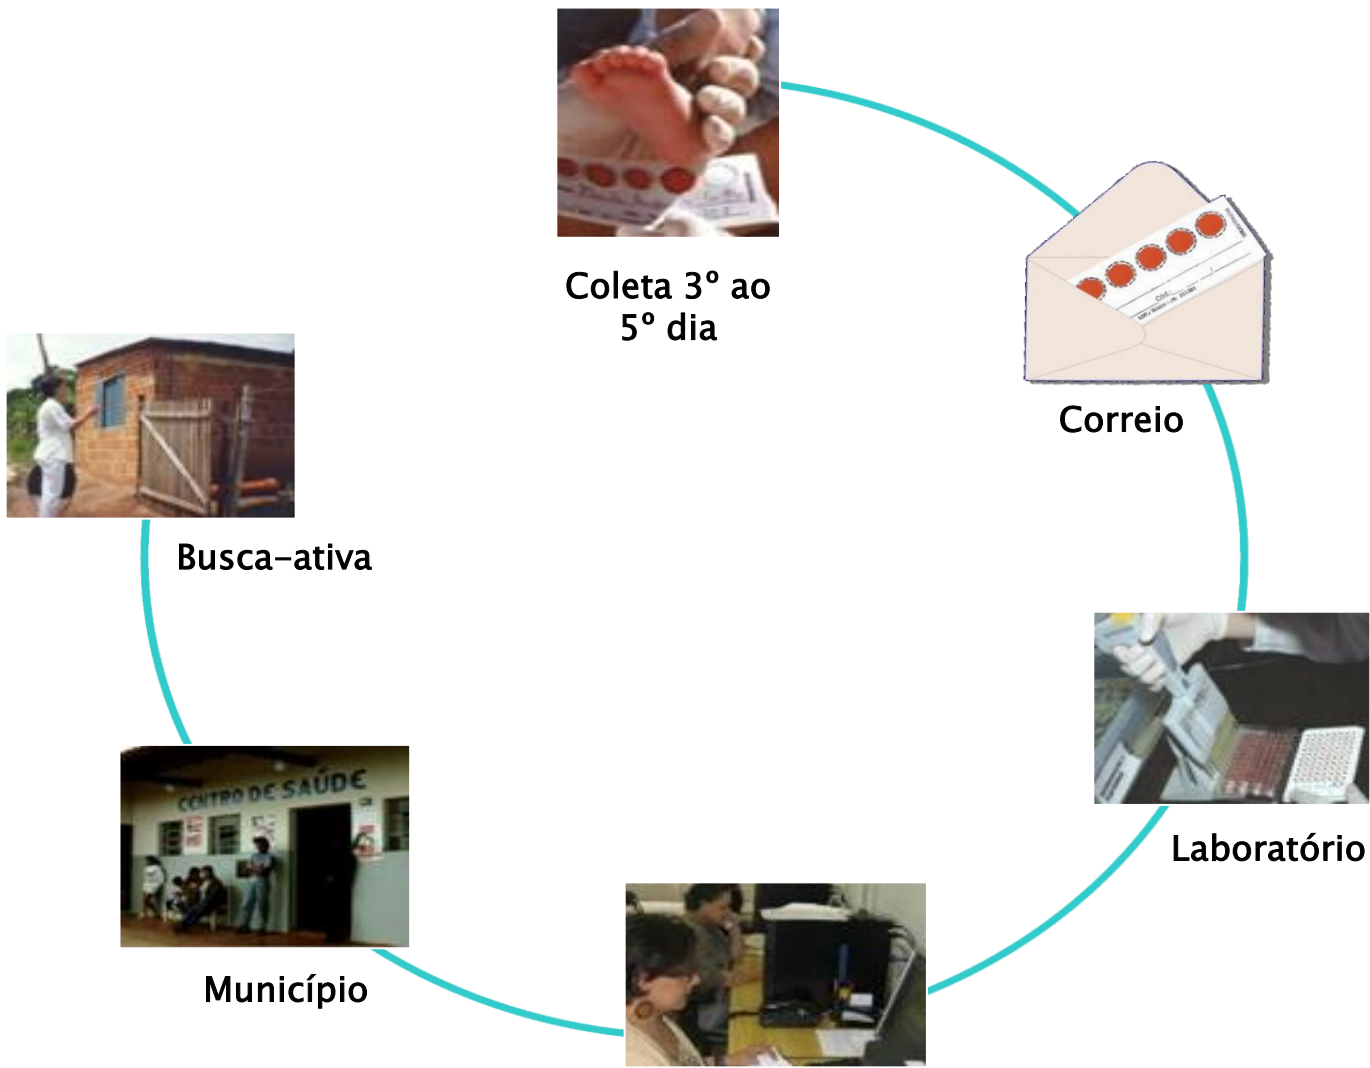 Coleta 3º ao
5º dia
Correio
Busca-ativa
CENTRO DE SAÚDE
Laboratório
Município